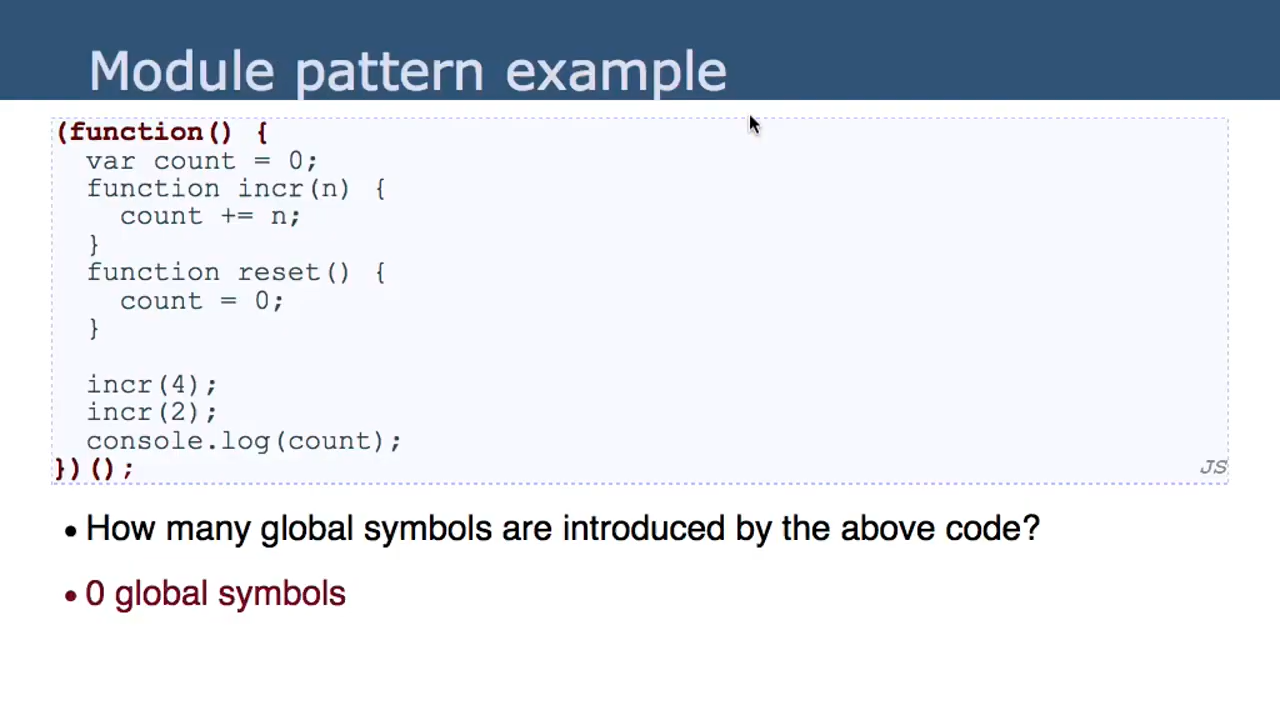 Module pattern example
(function() {
  var count = 0;
  function incr(n) {
    count += n;
  }
  function reset() {
    count = 0;
  }
  incr(4);
  incr(2);
  console.log(count);
})();
JS
• How many global symbols are introduced by the above code?
• 0 global symbols